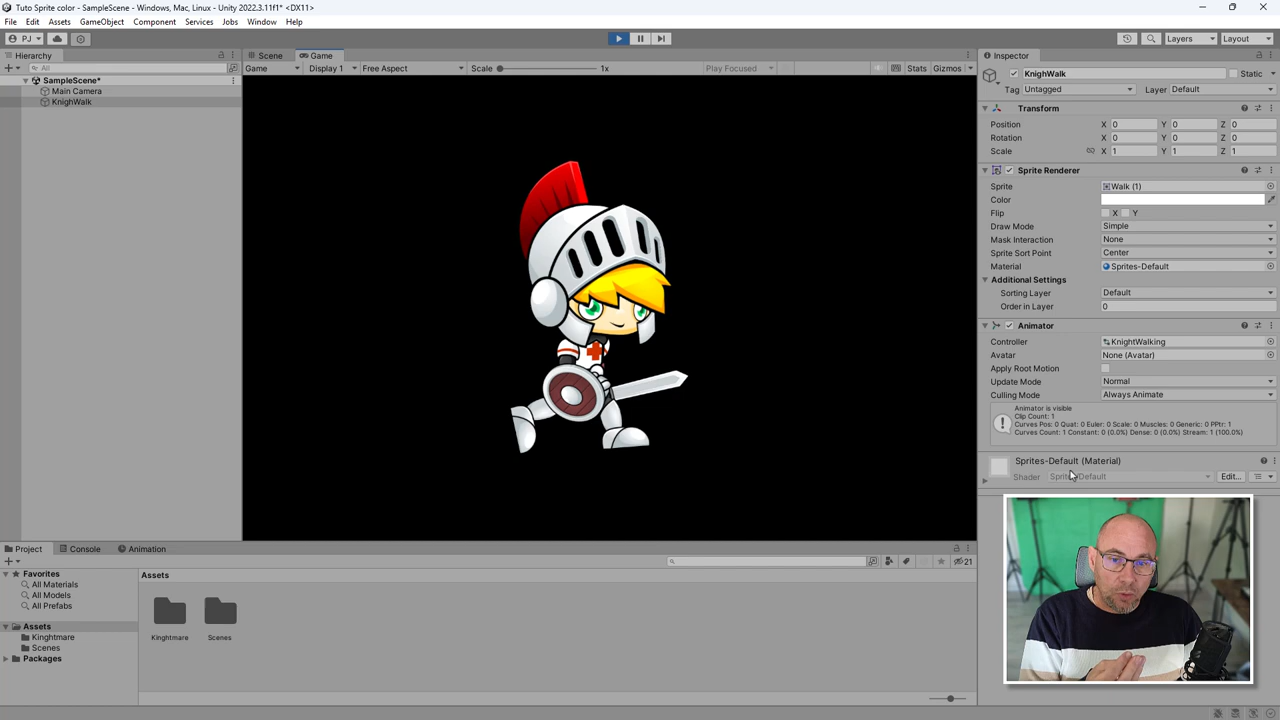 Tuto Sprite color - SampleScene - Windows, Mac, Linux - Unity 2022.3.11f1* <DX11>
File Edit Assets GameObject Component Services Jobs Window Help
PJ
Layers Layout
Hierarchy
All
SampleScene*
Main Camera
KnighWalk
Scene Game
Game Display 1 Free Aspect Scale 1x Play Focused Stats Gizmos
Inspector
KnighWalk Static
Tag Untagged Layer Default
Transform
Position X 0 Y 0 Z 0
Rotation X 0 Y 0 Z 0
Scale X 1 Y 1 Z 1
Sprite Renderer
Sprite Walk (1)
Color
Flip X Y
Draw Mode Simple
Mask Interaction None
Sprite Sort Point Center
Material Sprites-Default
Additional Settings
Sorting Layer Default
Order in Layer 0
Animator
Controller KnightWalking
Avatar None (Avatar)
Apply Root Motion
Update Mode Normal
Culling Mode Always Animate
Animator is visible
Clip Count: 1
Curves Pos: 0 Quat: 0 Euler: 0 Scale: 0 Muscles: 0 Generic: 0 PPtr: 1
Curves Count: 1 Constant: 0 (0.0%) Dense: 0 (0.0%) Stream: 1 (100.0%)
Sprites-Default (Material)
Shader Sprites/Default Edit...
Project Console Animation
21
Favorites
All Materials
All Models
All Prefabs
Assets
Kinghtmare
Scenes
Packages
Assets
Kinghtmare Scenes